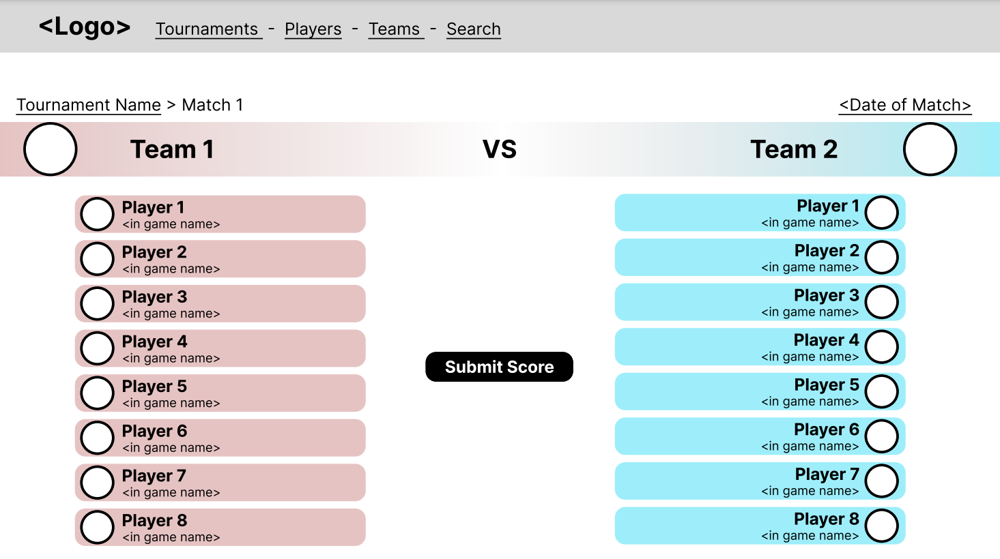 <Logo> Tournaments - Players - Teams - Search
Tournament Name > Match 1
<Date of Match>
Team 1 VS Team 2
Player 1
<in game name>
Player 2
<in game name>
Player 3
<in game name>
Player 4
<in game name>
Player 5
<in game name>
Player 6
<in game name>
Player 7
<in game name>
Player 8
<in game name>
Submit Score
Player 1
<in game name>
Player 2
<in game name>
Player 3
<in game name>
Player 4
<in game name>
Player 5
<in game name>
Player 6
<in game name>
Player 7
<in game name>
Player 8
<in game name>